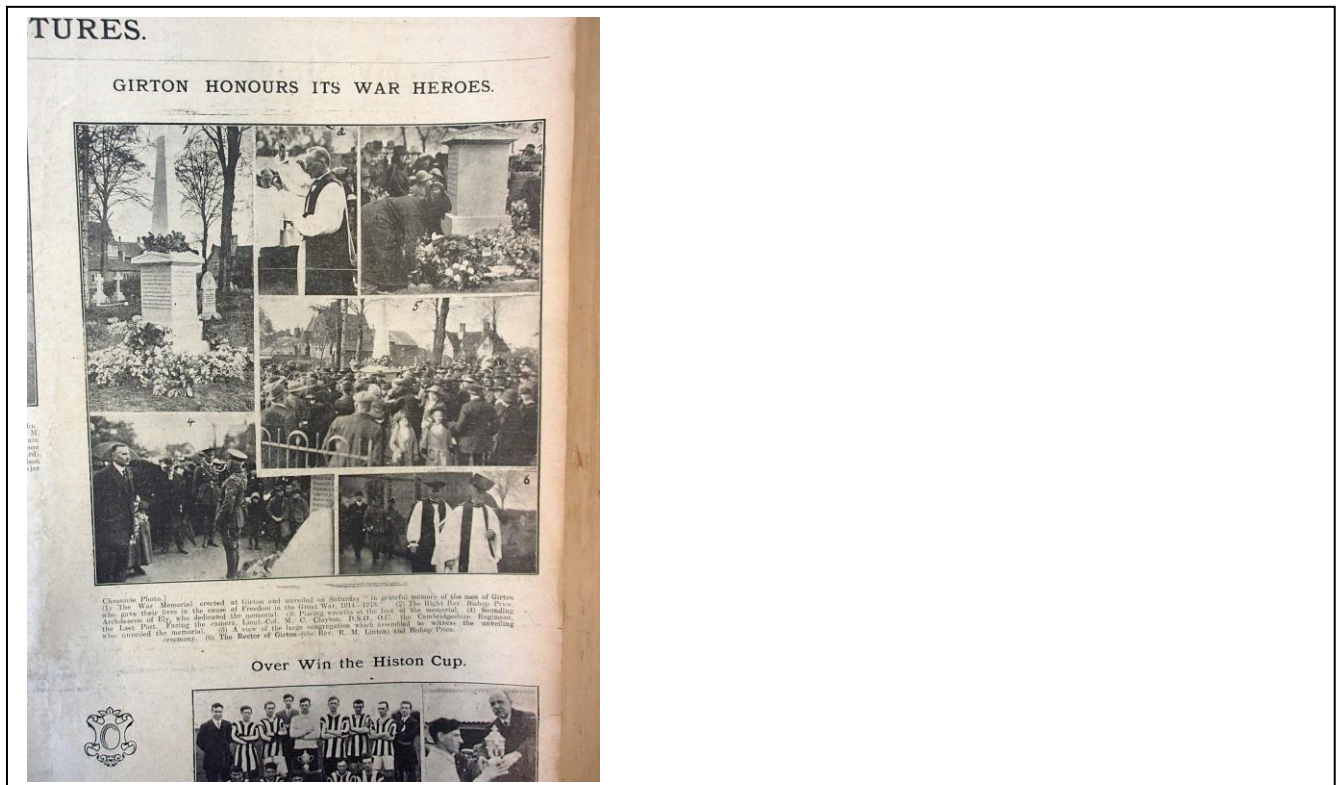 TURES.
GIRTON HONOURS ITS WAR HEROES.
2
3
5
4
6
Chronicle Photo.]
(1) The War Memorial erected at Girton and unveiled on Saturday "in grateful memory of the men of Girton
who gave their lives in the cause of Freedom in the Great War, 1914—1918." (2) The Right Rev. Bishop Price,
Archdeacon of Ely, who dedicated the memorial. (3) Placing wreaths at the foot of the memorial. (4) Sounding
the Last Post. Facing the camera, Lieut.-Col. M. C. Clayton, D.S.O., O.C. the Cambridgeshire Regiment,
who unveiled the memorial. (5) A view of the large congregation which assembled to witness the unveiling
ceremony. (6) The Rector of Girton (the Rev. R. M. Linton) and Bishop Price.
Over Win the Histon Cup.